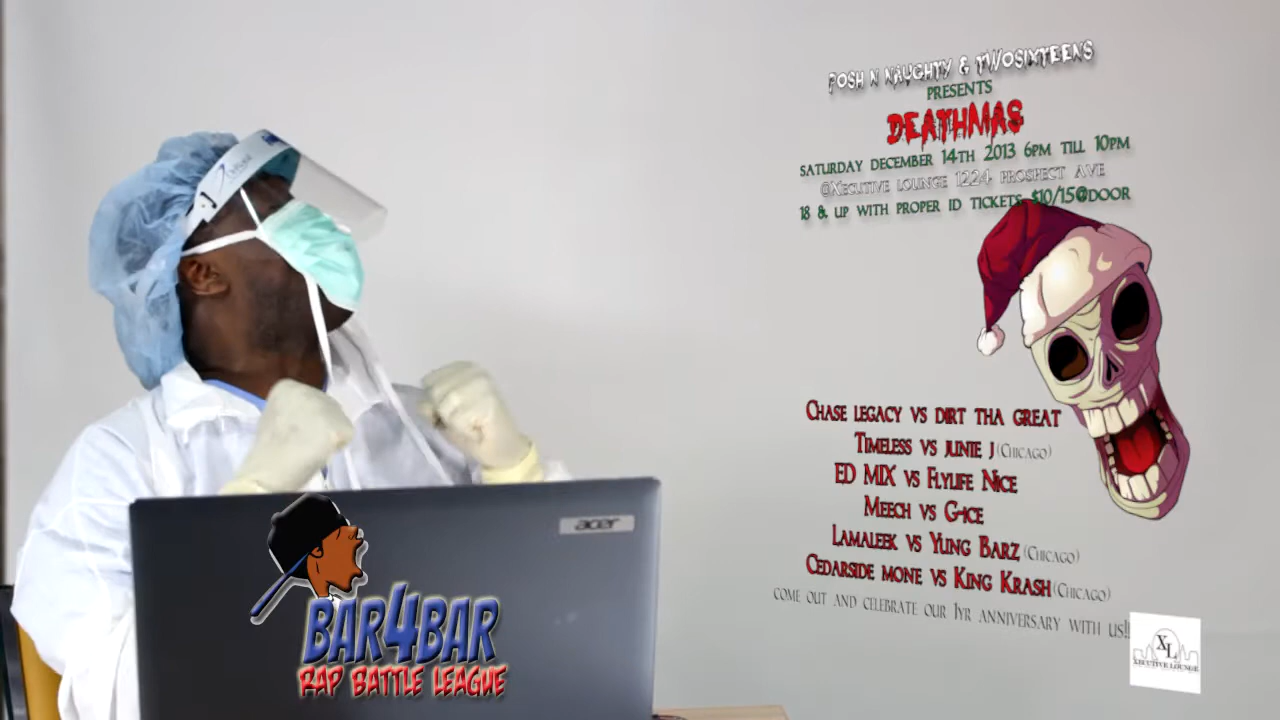 POSH N NAUGHTY & TWOSIXTEENS
PRESENTS
DEATHMAS
SATURDAY DECEMBER 14TH 2013 6PM TILL 10PM
@XECUTIVE LOUNGE 1224 PROSPECT AVE
18 & UP WITH PROPER ID TICKETS $10/15@DOOR
CHASE LEGACY VS DIRT THA GREAT
TIMELESS VS JUNIE J (CHICAGO)
ED MIX VS FLYLIFE NICE
MEECH VS G-ICE
LAMALEEK VS YUNG BARZ (CHICAGO)
CEDARSIDE MONE VS KING KRASH (CHICAGO)
COME OUT AND CELEBRATE OUR 1YR ANNIVERSARY WITH US!!
XL
XECUTIVE LOUNGE
acer
BAR4BAR
RAP BATTLE LEAGUE